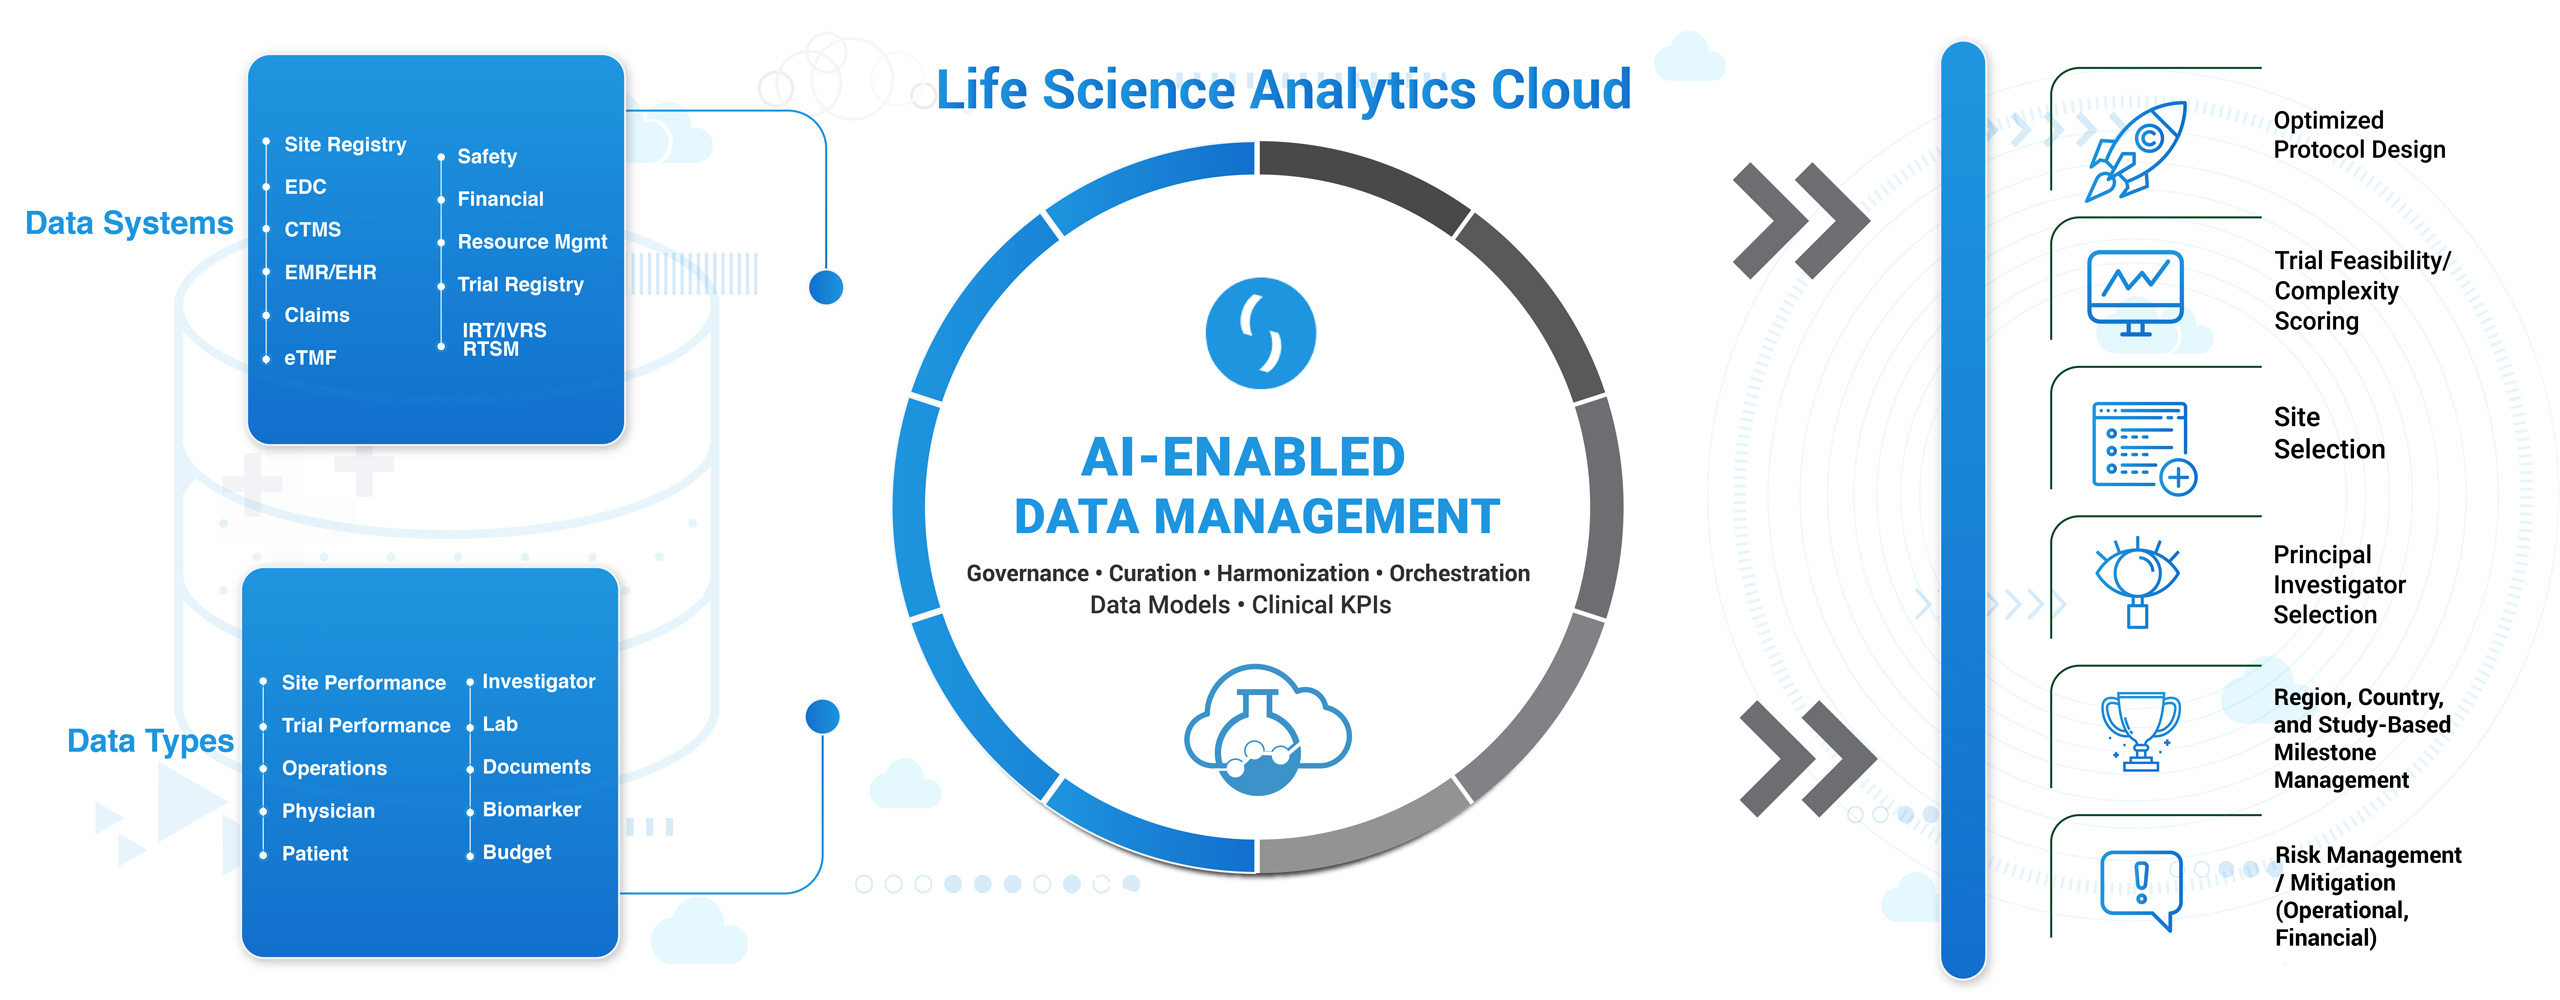 Life Science Analytics Cloud
Data Systems
Site Registry
EDC
CTMS
EMR/EHR
Claims
eTMF
Safety
Financial
Resource Mgmt
Trial Registry
IRT/IVRS
RTSM
Data Types
Site Performance
Trial Performance
Operations
Physician
Patient
Investigator
Lab
Documents
Biomarker
Budget
AI-ENABLED
DATA MANAGEMENT
Governance • Curation • Harmonization • Orchestration
Data Models • Clinical KPIs
Optimized
Protocol Design
Trial Feasibility/
Complexity
Scoring
Site
Selection
Principal
Investigator
Selection
Region, Country,
and Study-Based
Milestone
Management
Risk Management
/ Mitigation
(Operational,
Financial)